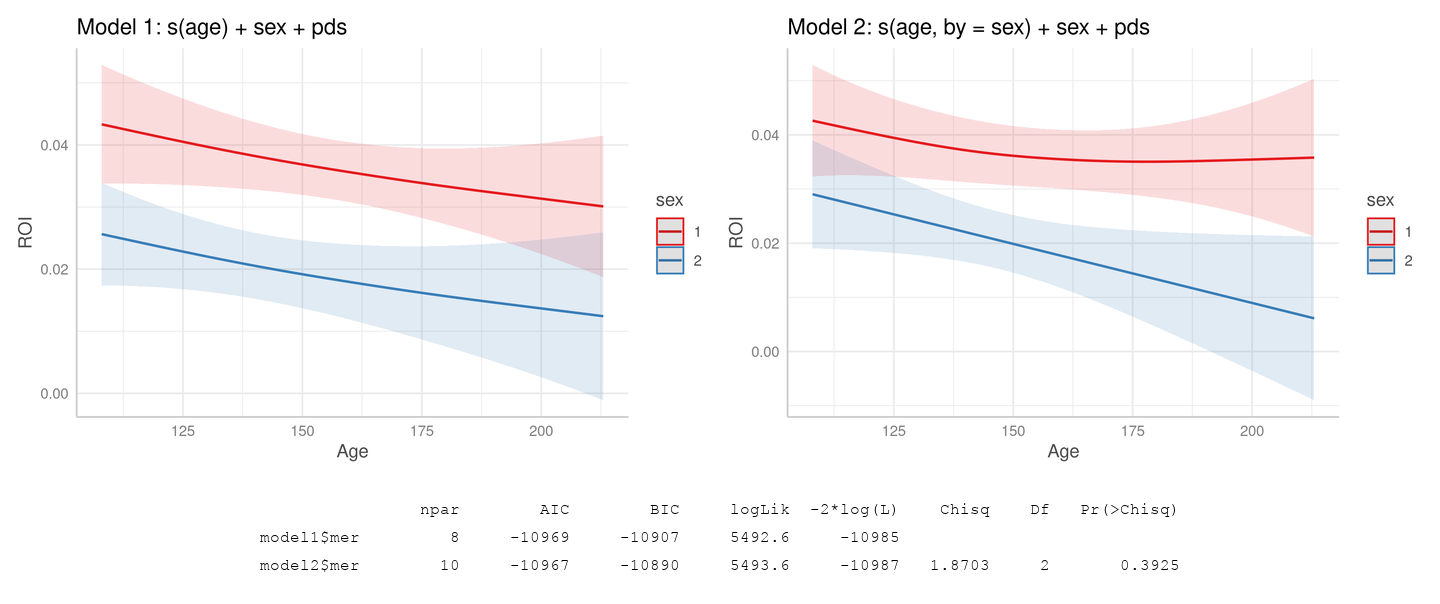 Model 1: s(age) + sex + pds
ROI
0.04
0.02
0.00
125 150 175 200
Age
sex
1
2
Model 2: s(age, by = sex) + sex + pds
ROI
0.04
0.02
0.00
125 150 175 200
Age
sex
1
2
npar AIC BIC logLik -2*log(L) Chisq Df Pr(>Chisq)
model1$mer 8 -10969 -10907 5492.6 -10985
model2$mer 10 -10967 -10890 5493.6 -10987 1.8703 2 0.3925